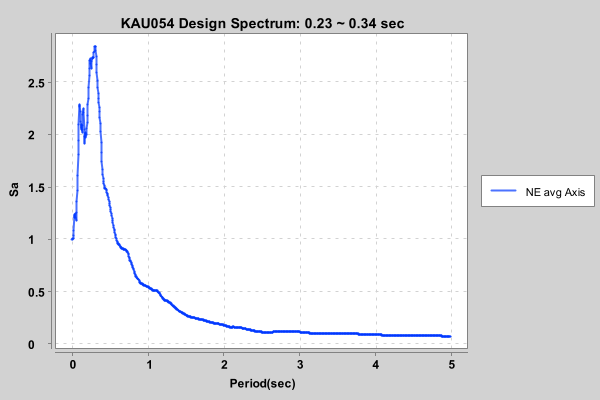 KAU054 Design Spectrum: 0.23 ~ 0.34 sec
2.5
2
1.5
1
0.5
0
Sa
0 1 2 3 4 5
Period(sec)
NE avg Axis